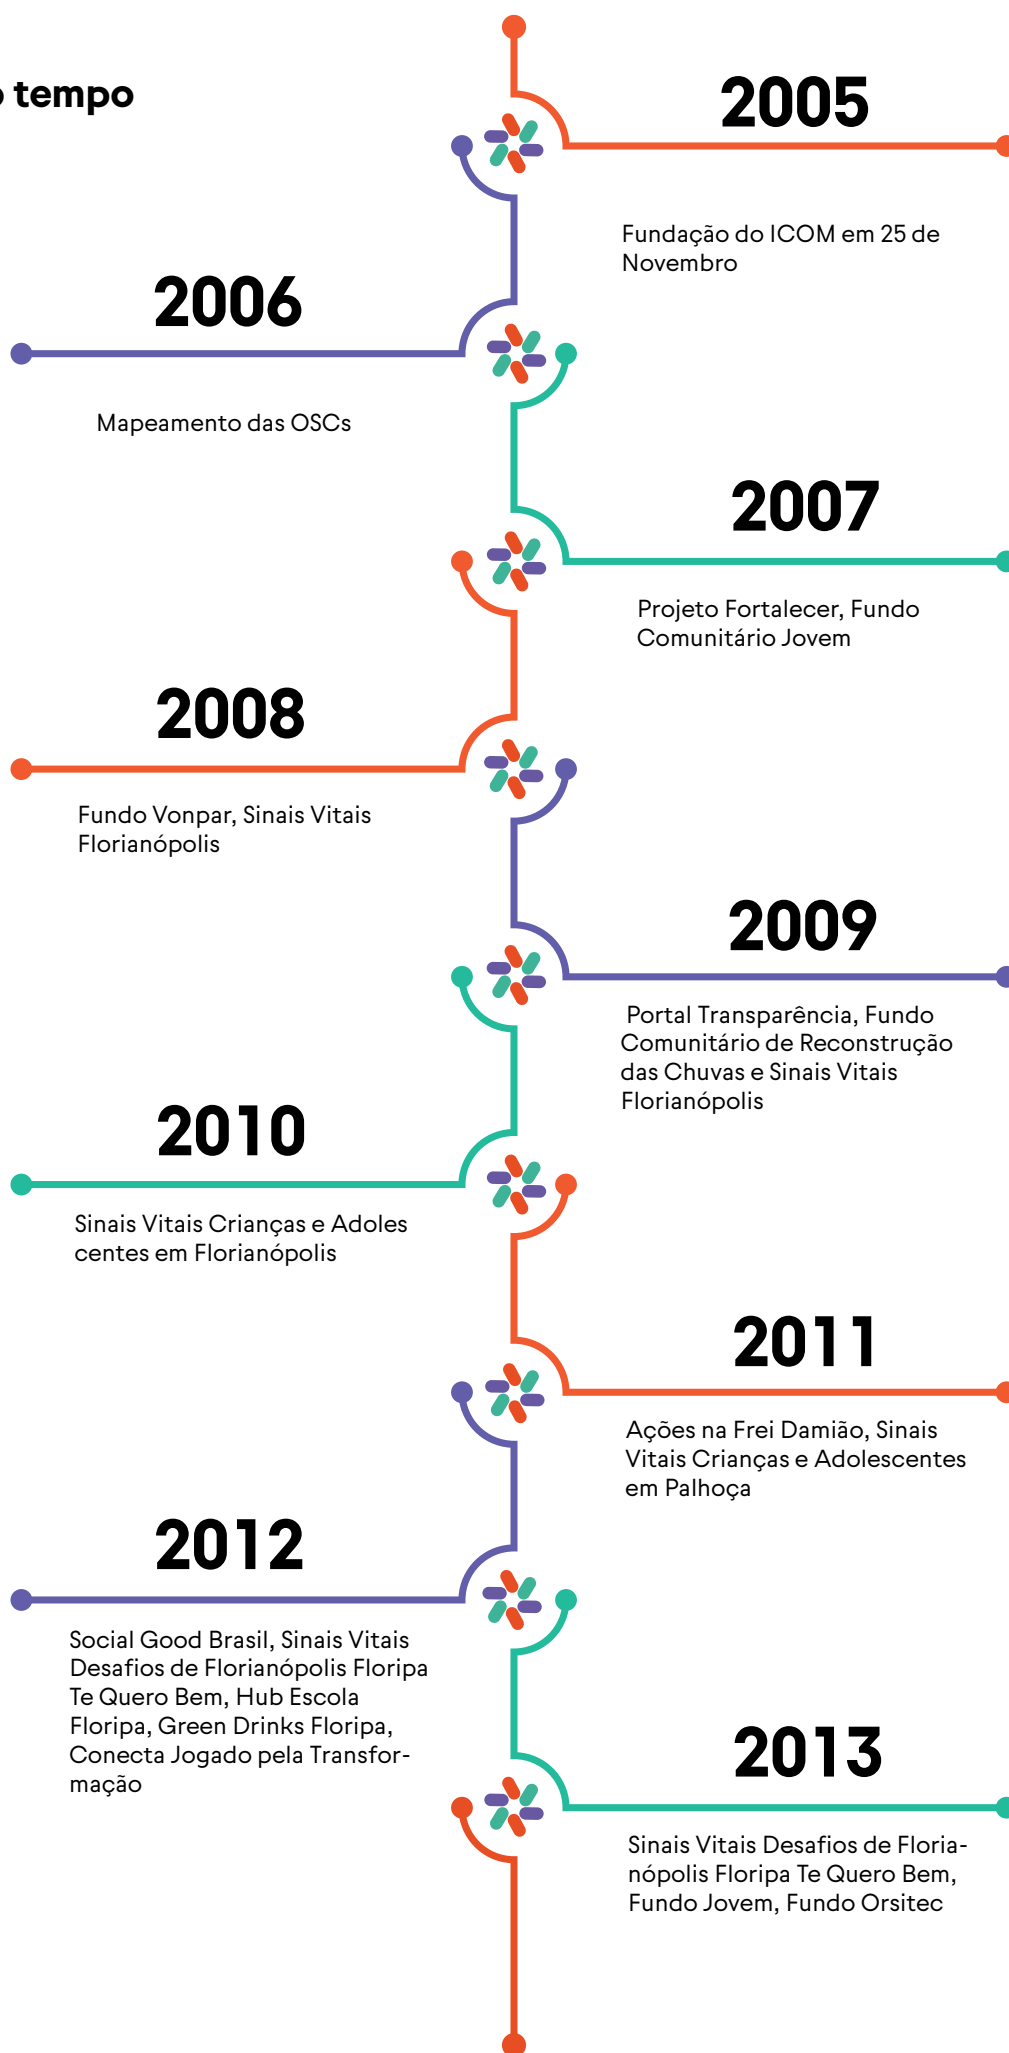 tempo
2005
Fundação do ICOM em 25 de
Novembro
2006
Mapeamento das OSCs
2007
Projeto Fortalecer, Fundo
Comunitário Jovem
2008
Fundo Vonpar, Sinais Vitais
Florianópolis
2009
Portal Transparência, Fundo
Comunitário de Reconstrução
das Chuvas e Sinais Vitais
Florianópolis
2010
Sinais Vitais Crianças e Adoles
centes em Florianópolis
2011
Ações na Frei Damião, Sinais
Vitais Crianças e Adolescentes
em Palhoça
2012
Social Good Brasil, Sinais Vitais
Desafios de Florianópolis Floripa
Te Quero Bem, Hub Escola
Floripa, Green Drinks Floripa,
Conecta Jogado pela Transfor-
mação
2013
Sinais Vitais Desafios de Floria-
nópolis Floripa Te Quero Bem,
Fundo Jovem, Fundo Orsitec